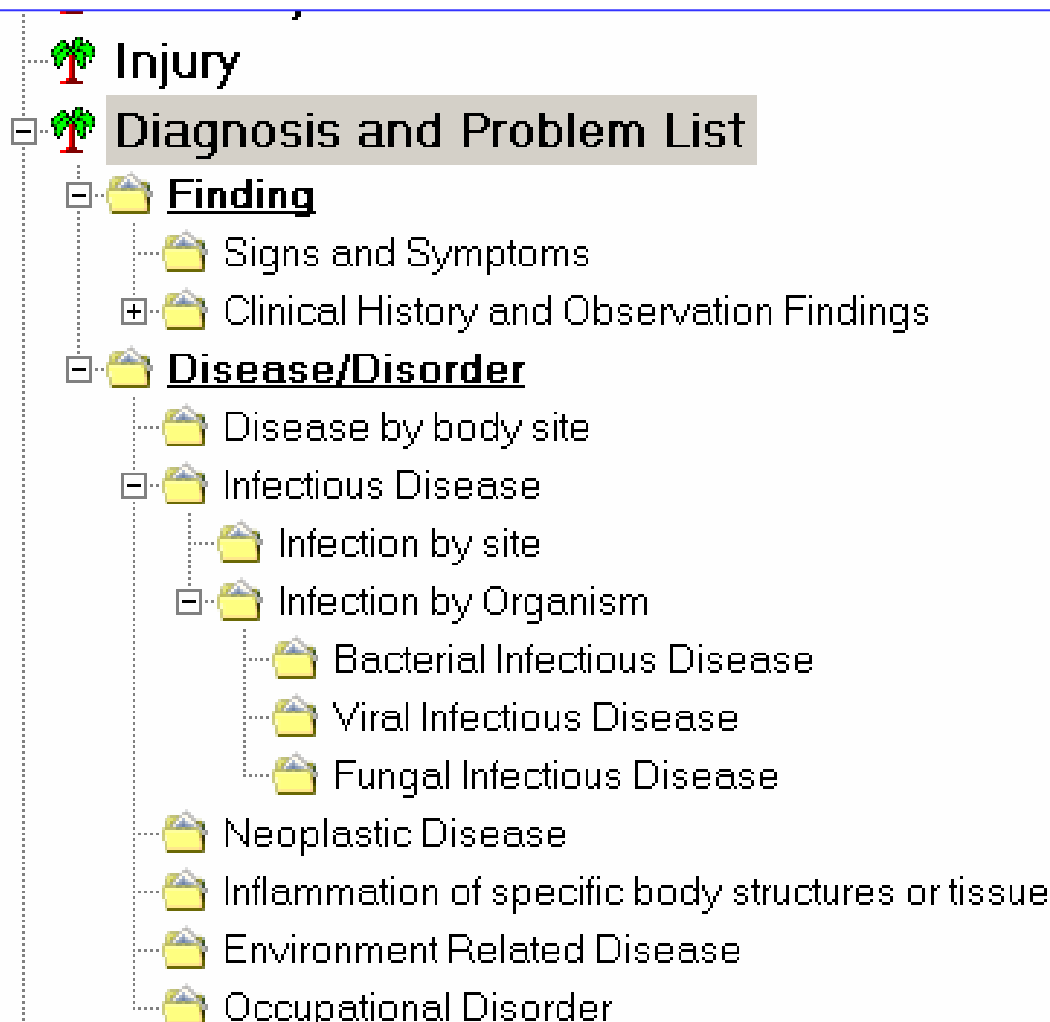 Injury
Diagnosis and Problem List
Finding
Signs and Symptoms
Clinical History and Observation Findings
Disease/Disorder
Disease by body site
Infectious Disease
Infection by site
Infection by Organism
Bacterial Infectious Disease
Viral Infectious Disease
Fungal Infectious Disease
Neoplastic Disease
Inflammation of specific body structures or tissue
Environment Related Disease
Occupational Disorder